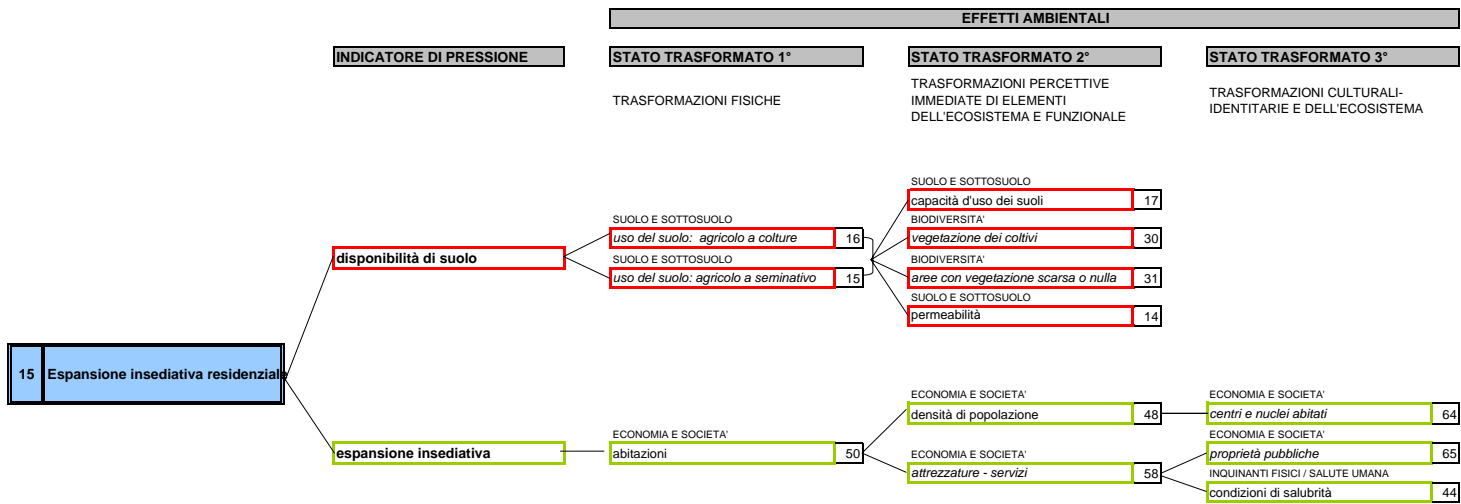 EFFETTI AMBIENTALI
INDICATORE DI PRESSIONE
STATO TRASFORMATO 1°
STATO TRASFORMATO 2°
STATO TRASFORMATO 3°
TRASFORMAZIONI FISICHE
TRASFORMAZIONI PERCETTIVE
IMMEDIATE DI ELEMENTI
DELL'ECOSISTEMA E FUNZIONALE
TRASFORMAZIONI CULTURALI-
IDENTITARIE E DELL'ECOSISTEMA
SUOLO E SOTTOSUOLO
capacità d'uso dei suoli 17
SUOLO E SOTTOSUOLO
uso del suolo: agricolo a colture 16
BIODIVERSITA'
vegetazione dei coltivi 30
disponibilità di suolo
SUOLO E SOTTOSUOLO
uso del suolo: agricolo a seminativo 15
BIODIVERSITA'
aree con vegetazione scarsa o nulla 31
SUOLO E SOTTOSUOLO
permeabilità 14
15 Espansione insediativa residenziale
ECONOMIA E SOCIETA'
densità di popolazione 48
ECONOMIA E SOCIETA'
centri e nuclei abitati 64
espansione insediativa
ECONOMIA E SOCIETA'
abitazioni 50
ECONOMIA E SOCIETA'
attrezzature - servizi 58
ECONOMIA E SOCIETA'
proprietà pubbliche 65
INQUINANTI FISICI / SALUTE UMANA
condizioni di salubrità 44